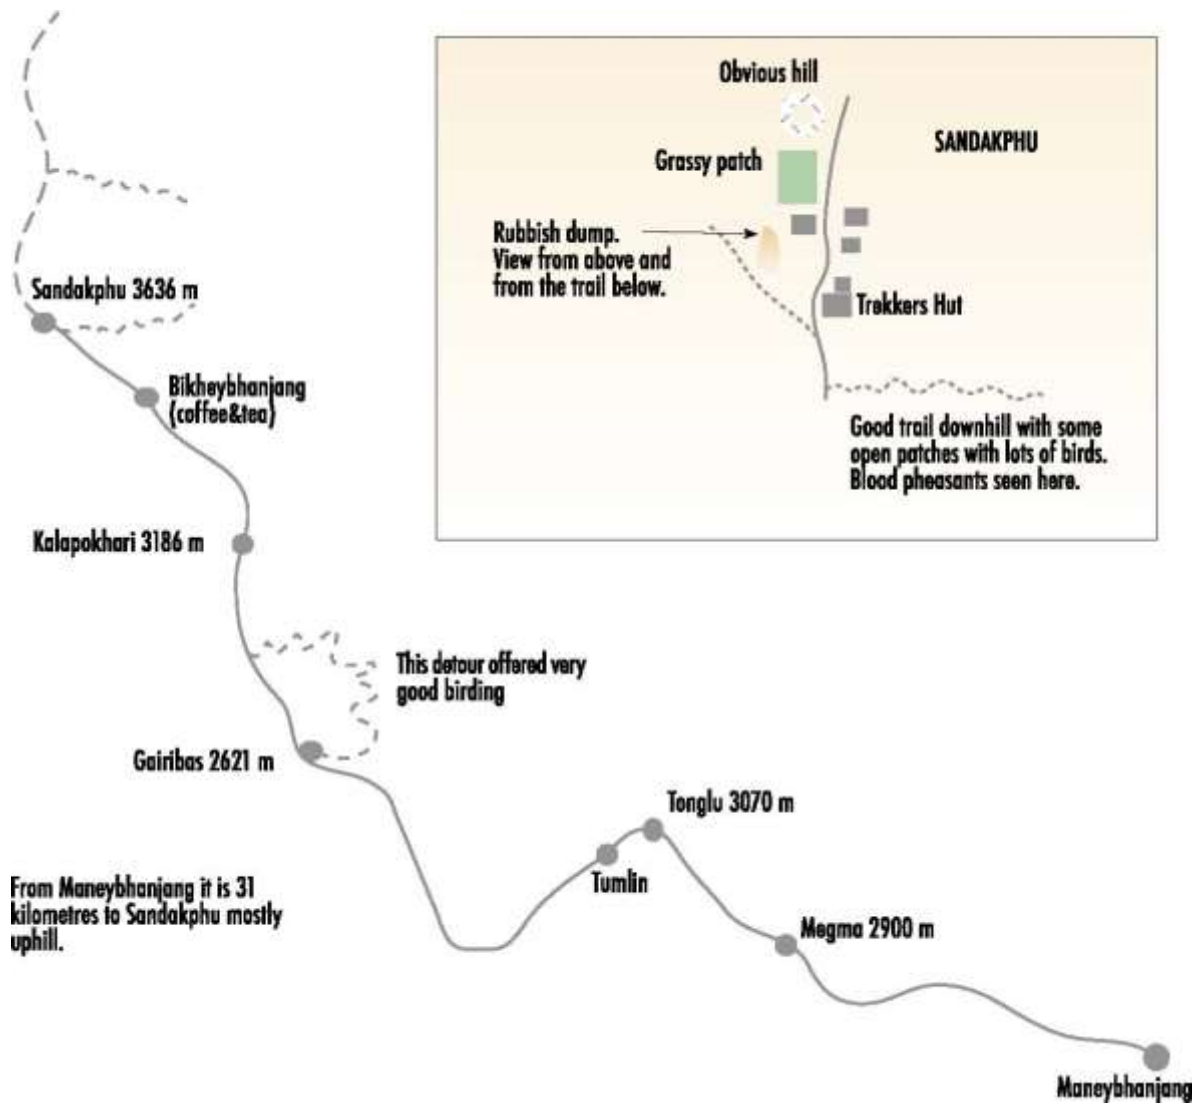 Obvious hill
SANDAKPHU
Grassy patch
Rubbish dump.
View from above and
from the trail below.
Trekkers Hut
Good trail downhill with some
open patches with lots of birds.
Blood pheasants seen here.
Sandakphu 3636 m
Bikheybhanjang
(coffee&tea)
Kalapokhari 3186 m
This detour offered very
good birding
Gairibas 2621 m
Tonglu 3070 m
Tumlin
From Maneybhanjang it is 31
kilometres to Sandakphu mostly
uphill.
Megma 2900 m
Maneybhanjang